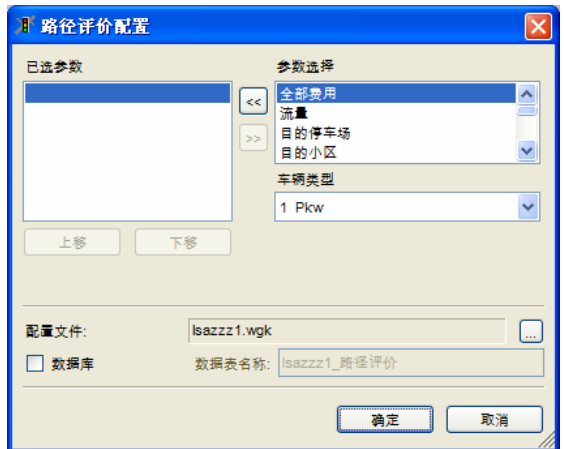 路径评价配置
已选参数
参数选择
<<
>>
全部费用
流量
目的停车场
目的小区
车辆类型
1 Pkw
上移 下移
配置文件: lsazzz1.wgk ...
数据库 数据表名称: lsazzz1_路径评价
确定 取消